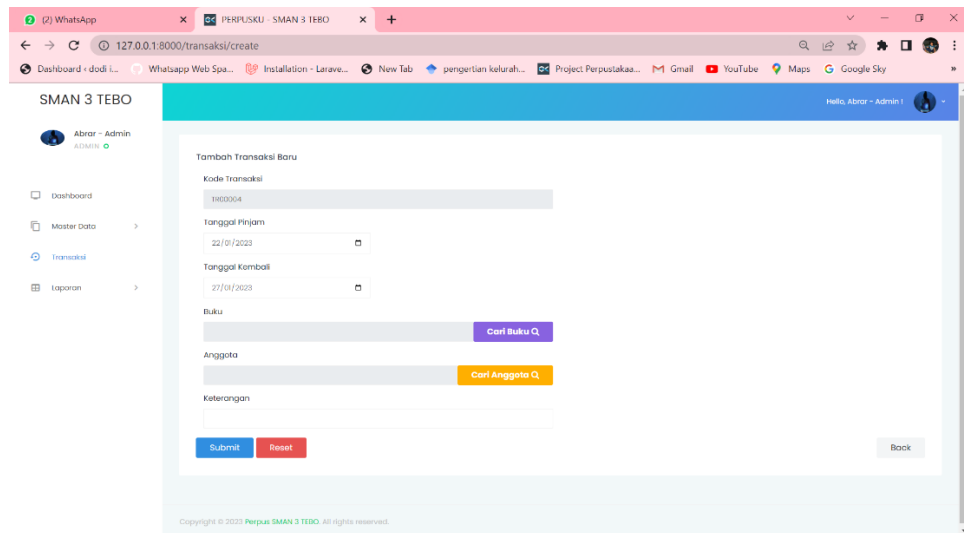 (2) WhatsApp
PERPUSKU - SMAN 3 TEBO
127.0.0.1:8000/transaksi/create
Dashboard ‹ dodi i... Whatsapp Web Spa... Installation - Larave... New Tab pengertian kelurah... Project Perpustakaa... Gmail YouTube Maps Google Sky »
SMAN 3 TEBO
Hello, Abrar - Admin !
Abrar - Admin
ADMIN
Dashboard
Master Data
Transaksi
Laporan
Tambah Transaksi Baru
Kode Transaksi
TR00004
Tanggal Pinjam
22/01/2023
Tanggal Kembali
27/01/2023
Buku
Cari Buku
Anggota
Cari Anggota
Keterangan
Submit Reset Back
Copyright © 2023 Perpus SMAN 3 TEBO. All rights reserved.